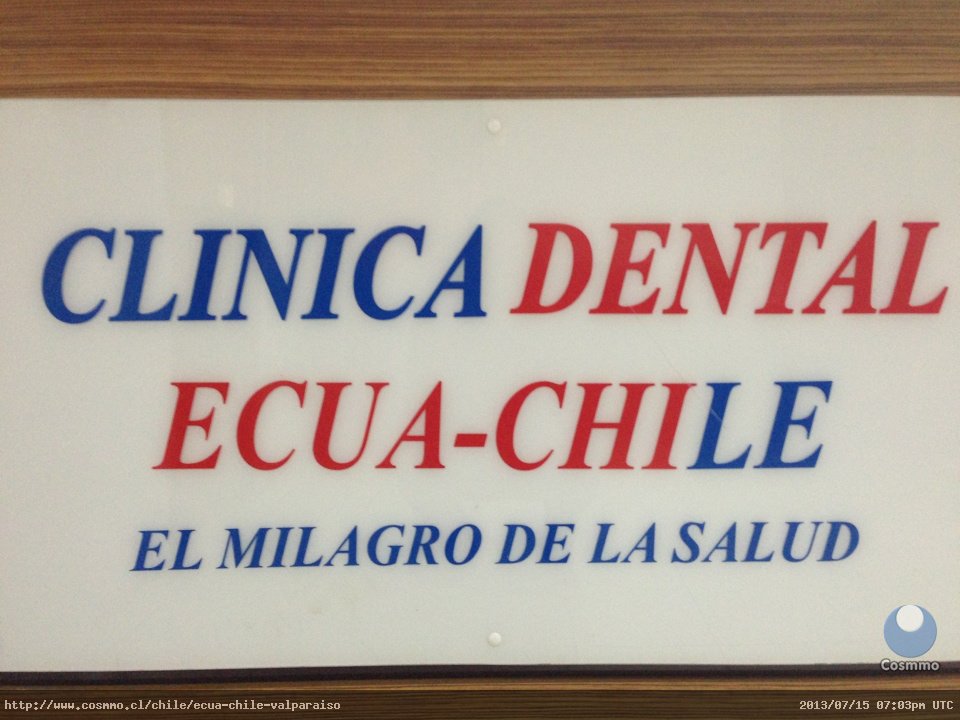 CLINICA DENTAL
ECUA-CHILE
EL MILAGRO DE LA SALUD
Cosmmo
http://www.cosmmo.cl/chile/ecua-chile-valparaiso 2013/07/15 07:03pm UTC